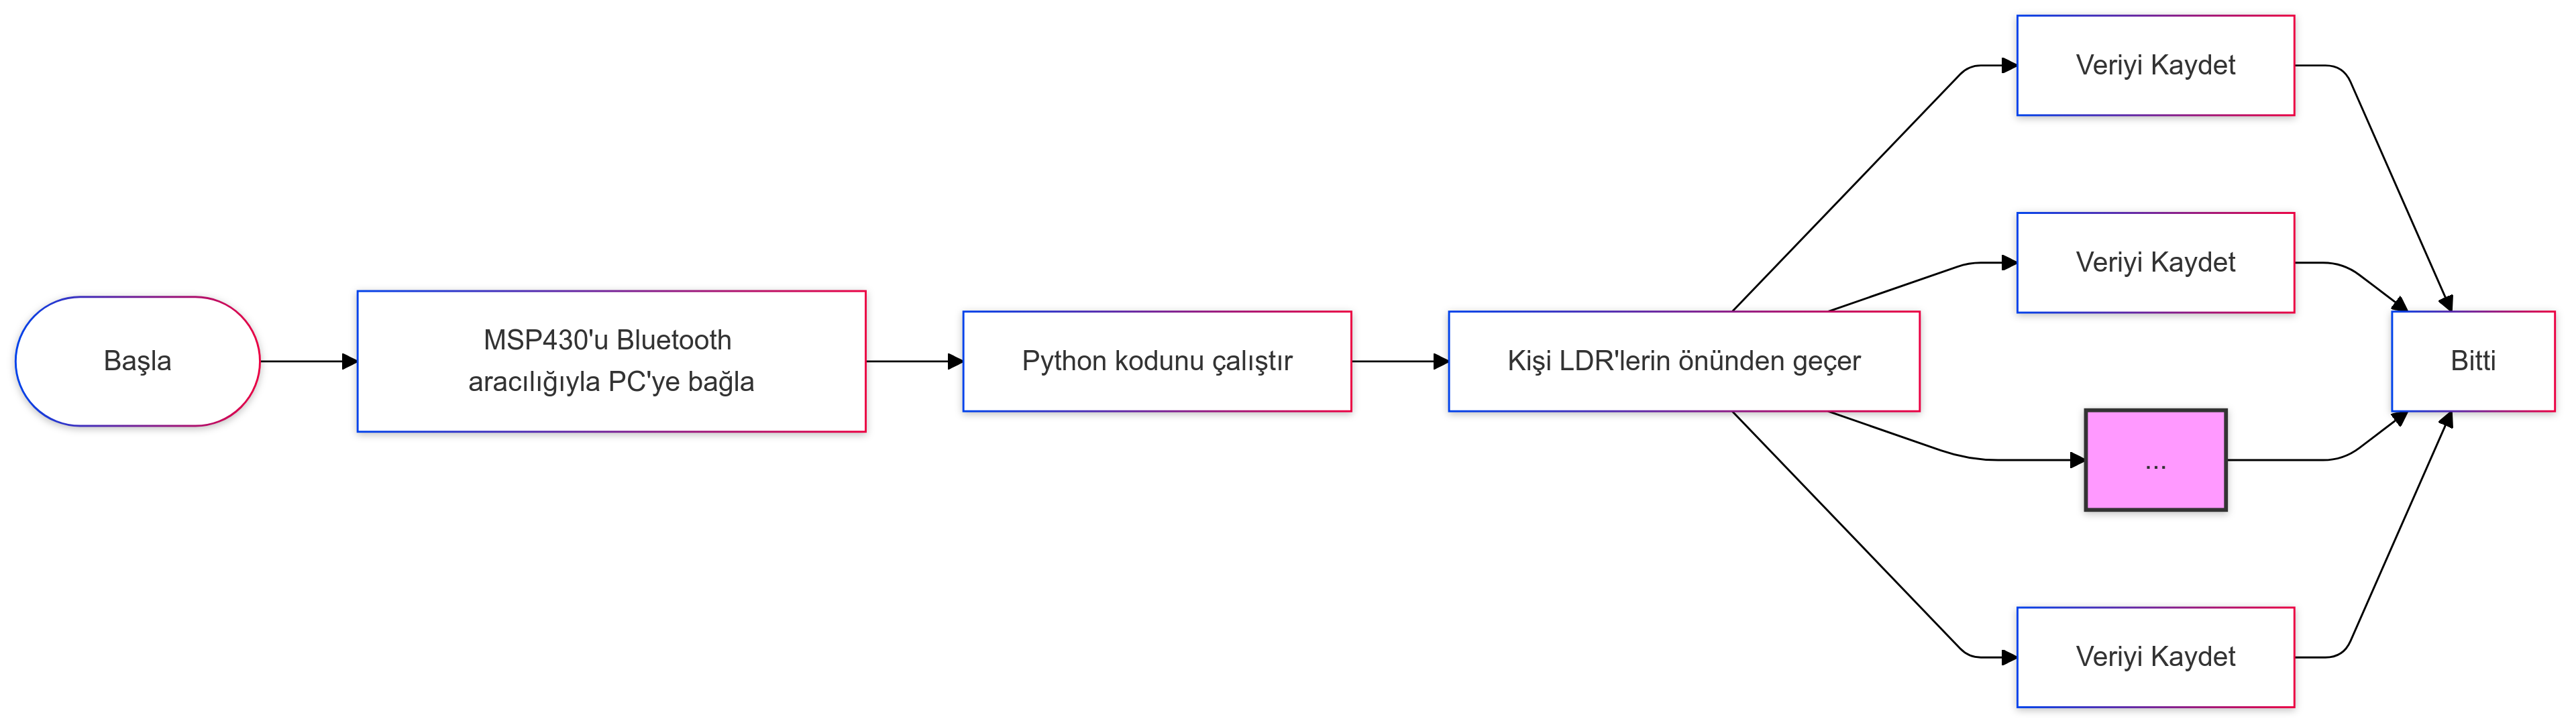 Başla
MSP430'u Bluetooth
aracılığıyla PC'ye bağla
Python kodunu çalıştır
Kişi LDR'lerin önünden geçer
Veriyi Kaydet
Veriyi Kaydet
...
Veriyi Kaydet
Bitti